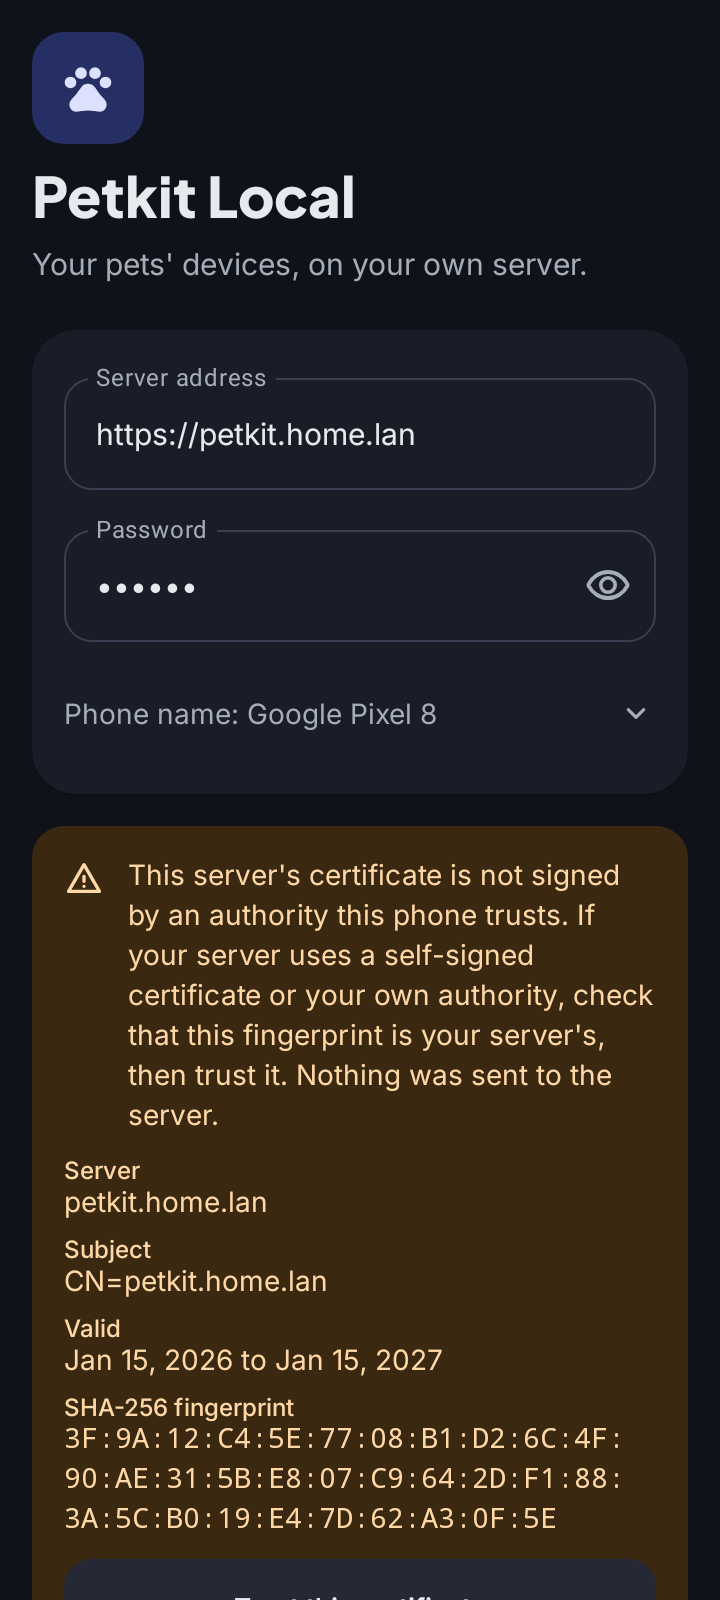 Petkit Local
Your pets' devices, on your own server.
Server address
https://petkit.home.lan
Password
••••••
Phone name: Google Pixel 8
This server's certificate is not signed
by an authority this phone trusts. If
your server uses a self-signed
certificate or your own authority, check
that this fingerprint is your server's,
then trust it. Nothing was sent to the
server.
Server
petkit.home.lan
Subject
CN=petkit.home.lan
Valid
Jan 15, 2026 to Jan 15, 2027
SHA-256 fingerprint
3F:9A:12:C4:5E:77:08:B1:D2:6C:4F:
90:AE:31:5B:E8:07:C9:64:2D:F1:88:
3A:5C:B0:19:E4:7D:62:A3:0F:5E